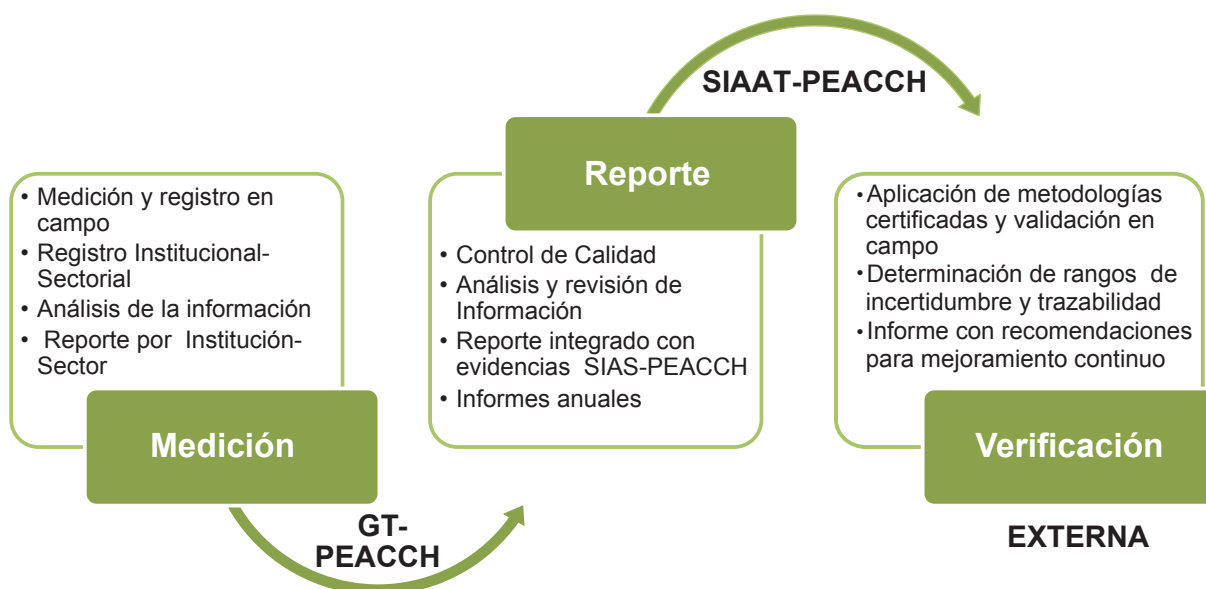 • Medición y registro en
campo
• Registro Institucional-
Sectorial
• Análisis de la información
• Reporte por Institución-
Sector
Medición
GT-
PEACCH
Reporte
• Control de Calidad
• Análisis y revisión de
Información
• Reporte integrado con
evidencias SIAS-PEACCH
• Informes anuales
SIAAT-PEACCH
• Aplicación de metodologías
certificadas y validación en
campo
• Determinación de rangos de
incertidumbre y trazabilidad
• Informe con recomendaciones
para mejoramiento continuo
Verificación
EXTERNA